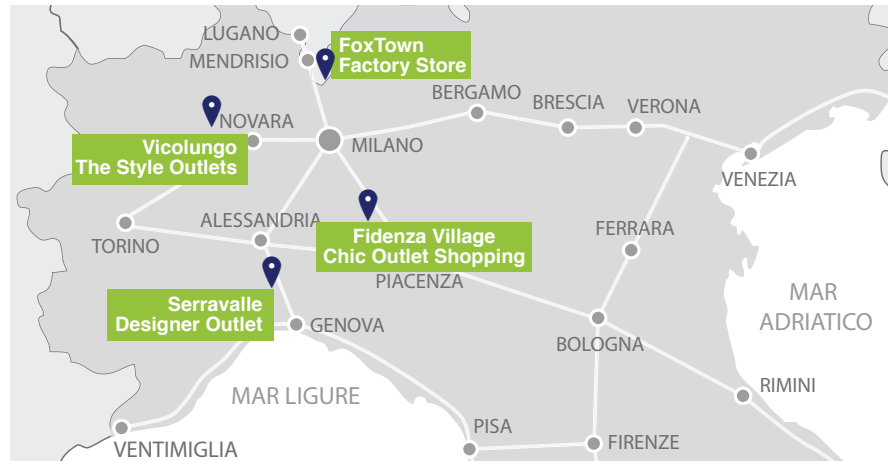 LUGANO
FoxTown
Factory Store
MENDRISIO
BERGAMO
BRESCIA
VERONA
NOVARA
Vicolungo
The Style Outlets
MILANO
VENEZIA
ALESSANDRIA
TORINO
Fidenza Village
Chic Outlet Shopping
FERRARA
PIACENZA
Serravalle
Designer Outlet
GENOVA
MAR
ADRIATICO
BOLOGNA
MAR LIGURE
RIMINI
PISA
VENTIMIGLIA
FIRENZE